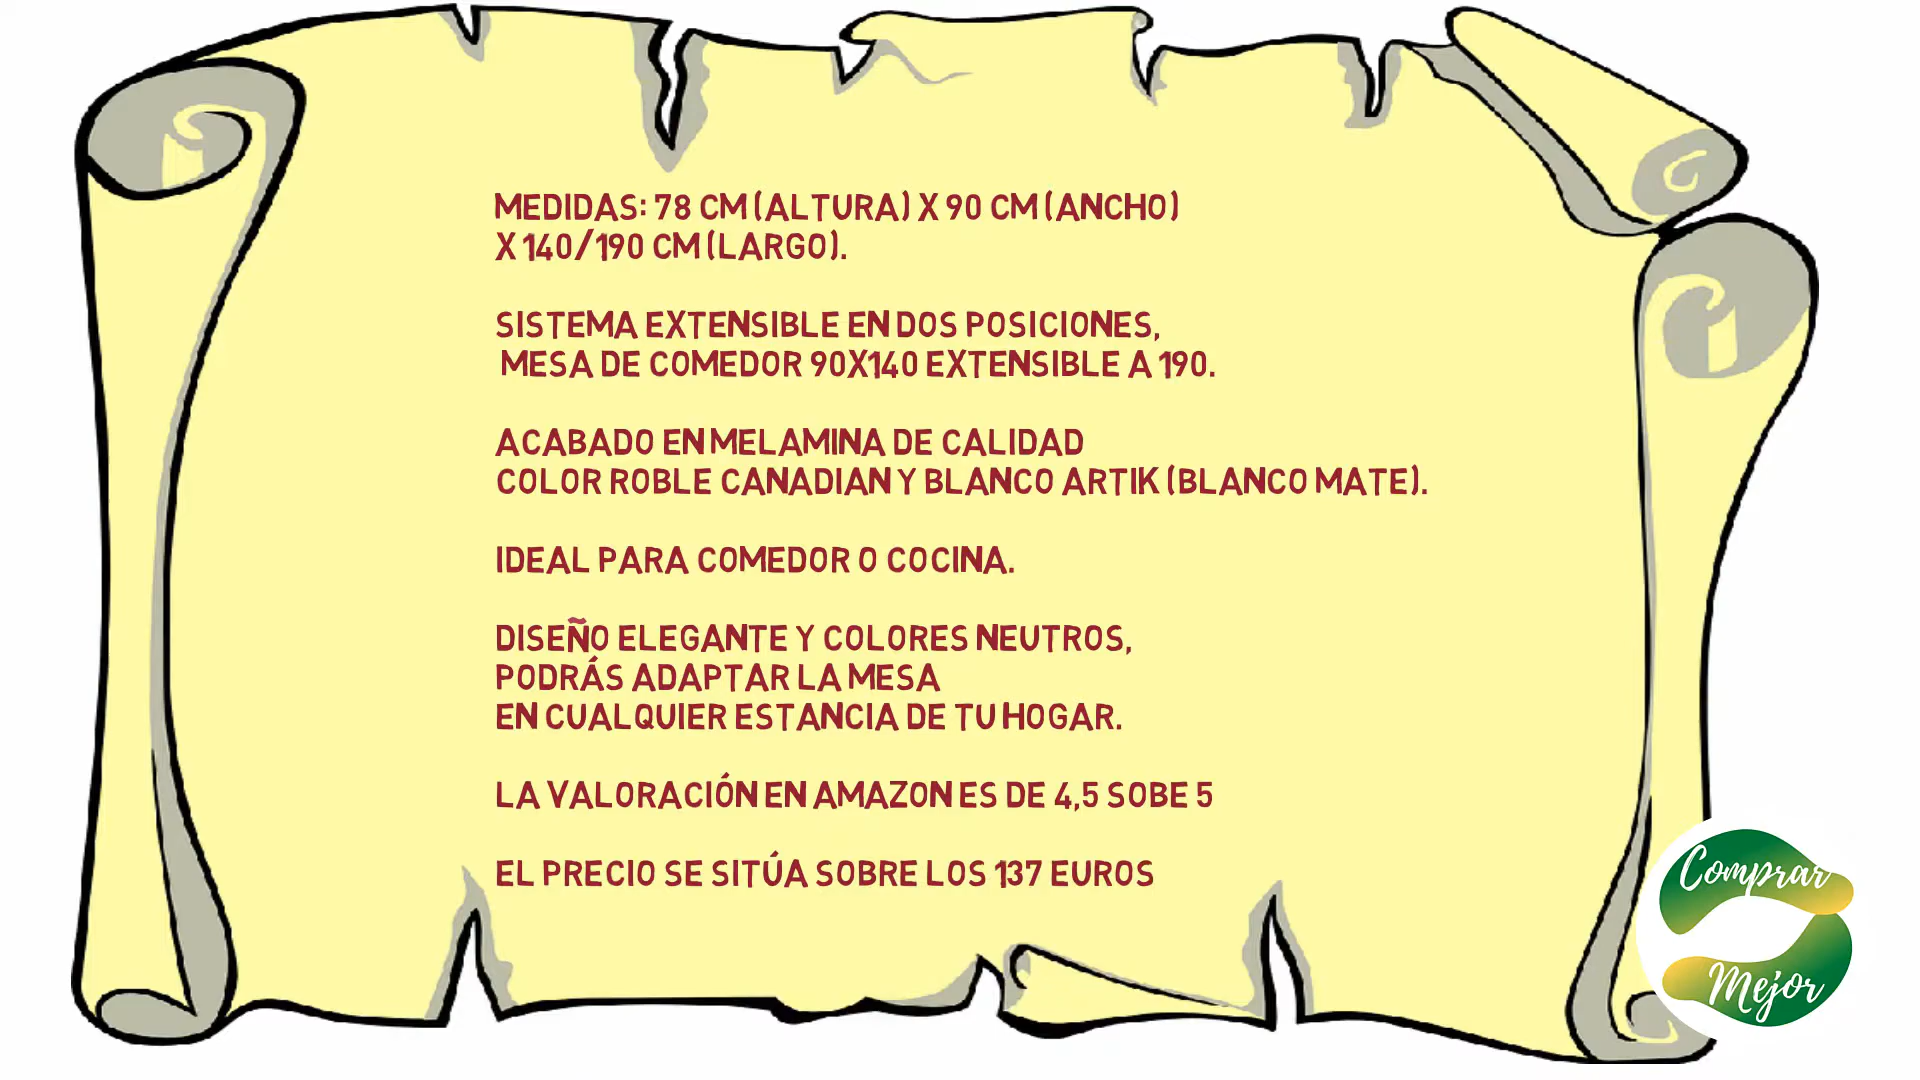 MEDIDAS: 78 CM (ALTURA) X 90 CM (ANCHO)
X 140/190 CM (LARGO).
SISTEMA EXTENSIBLE EN DOS POSICIONES,
MESA DE COMEDOR 90X140 EXTENSIBLE A 190.
ACABADO EN MELAMINA DE CALIDAD
COLOR ROBLE CANADIAN Y BLANCO ARTIK (BLANCO MATE).
IDEAL PARA COMEDOR O COCINA.
DISEÑO ELEGANTE Y COLORES NEUTROS,
PODRÁS ADAPTAR LA MESA
EN CUALQUIER ESTANCIA DE TU HOGAR.
LA VALORACIÓN EN AMAZON ES DE 4,5 SOBE 5
EL PRECIO SE SITÚA SOBRE LOS 137 EUROS
Comprar
Mejor